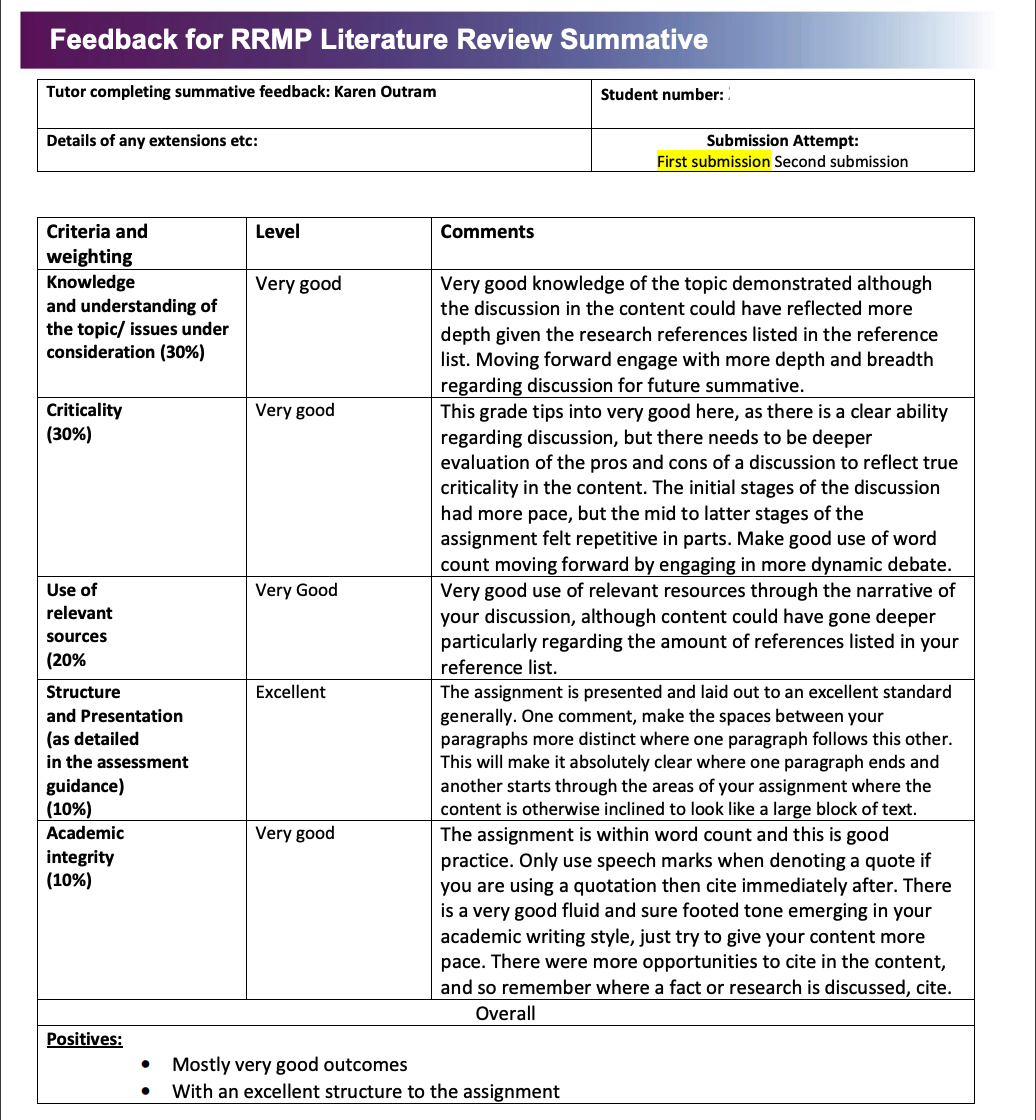 Feedback for RRMP Literature Review Summative
Tutor completing summative feedback: Karen Outram
Student number:
Details of any extensions etc:
Submission Attempt:
First submission Second submission
Criteria and
weighting
Level
Comments
Knowledge
and understanding of
the topic/ issues under
consideration (30%)
Very good
Very good knowledge of the topic demonstrated although
the discussion in the content could have reflected more
depth given the research references listed in the reference
list. Moving forward engage with more depth and breadth
regarding discussion for future summative.
Criticality
(30%)
Very good
This grade tips into very good here, as there is a clear ability
regarding discussion, but there needs to be deeper
evaluation of the pros and cons of a discussion to reflect true
criticality in the content. The initial stages of the discussion
had more pace, but the mid to latter stages of the
assignment felt repetitive in parts. Make good use of word
count moving forward by engaging in more dynamic debate.
Use of
relevant
sources
(20%
Very Good
Very good use of relevant resources through the narrative of
your discussion, although content could have gone deeper
particularly regarding the amount of references listed in your
reference list.
Structure
and Presentation
(as detailed
in the assessment
guidance)
(10%)
Excellent
The assignment is presented and laid out to an excellent standard
generally. One comment, make the spaces between your
paragraphs more distinct where one paragraph follows this other.
This will make it absolutely clear where one paragraph ends and
another starts through the areas of your assignment where the
content is otherwise inclined to look like a large block of text.
Academic
integrity
(10%)
Very good
The assignment is within word count and this is good
practice. Only use speech marks when denoting a quote if
you are using a quotation then cite immediately after. There
is a very good fluid and sure footed tone emerging in your
academic writing style, just try to give your content more
pace. There were more opportunities to cite in the content,
and so remember where a fact or research is discussed, cite.
Overall
Positives:
• Mostly very good outcomes
• With an excellent structure to the assignment